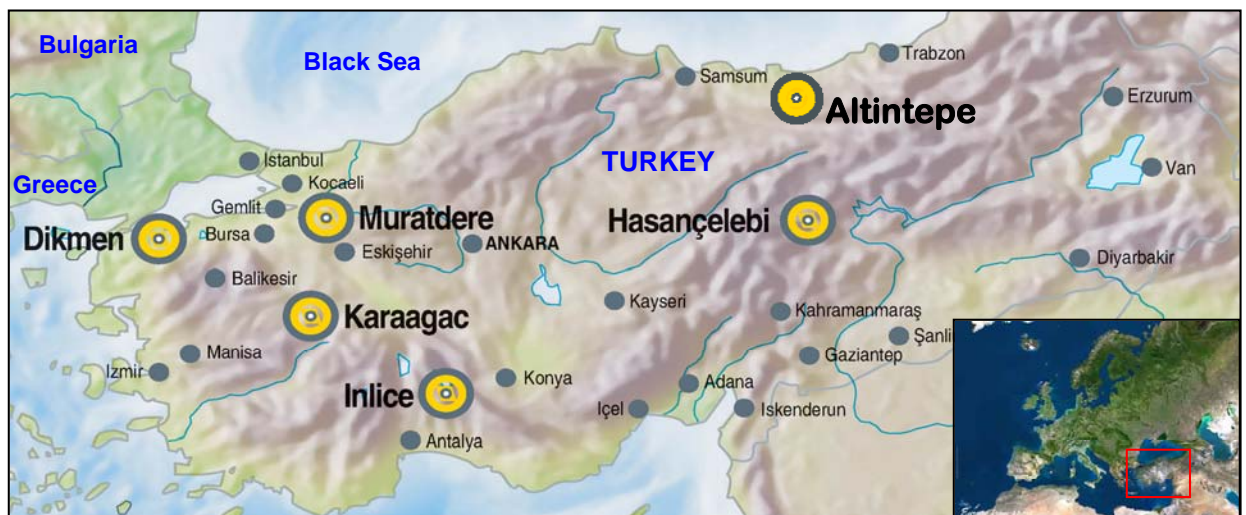 Bulgaria
Black Sea
Trabzon
Samsum
Altintepe
Erzurum
Istanbul
TURKEY
Van
Greece
Kocaeli
Gemlit
Muratdere
Hasançelebi
Dikmen
Bursa
Eskişehir
ANKARA
Diyarbakir
Balikesir
Kayseri
Kahramanmaraş
Karaagac
Manisa
Gaziantep
Izmir
Konya
Adana
Inlice
Içel
Iskenderun
Antalya